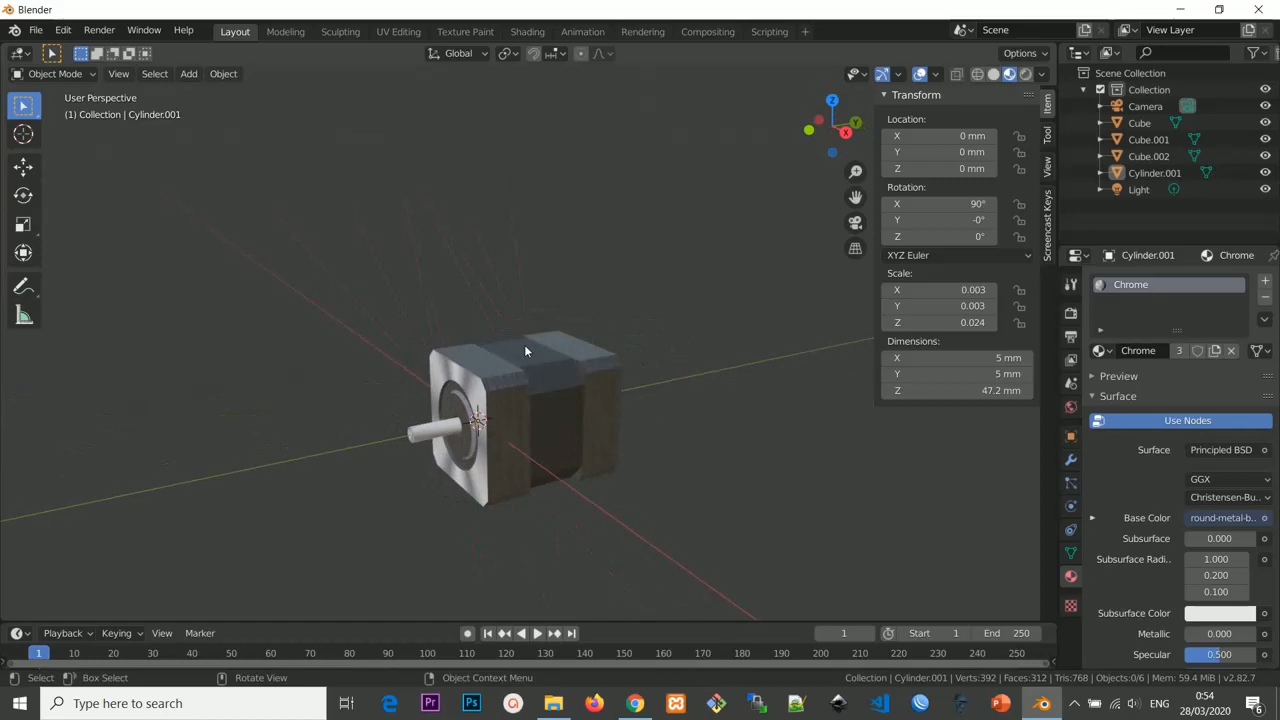 Blender
File Edit Render Window Help Layout Modeling Sculpting UV Editing Texture Paint Shading Animation Rendering Compositing Scripting + Scene View Layer
Global Options
Object Mode View Select Add Object
User Perspective
(1) Collection | Cylinder.001
Z
Y
X
Transform
Location:
X 0 mm
Y 0 mm
Z 0 mm
Rotation:
X 90°
Y -0°
Z 0°
XYZ Euler
Scale:
X 0.003
Y 0.003
Z 0.024
Dimensions:
X 5 mm
Y 5 mm
Z 47.2 mm
Item
Tool
View
Screencast Keys
Scene Collection
Collection
Camera
Cube
Cube.001
Cube.002
Cylinder.001
Light
Cylinder.001 Chrome
Chrome
Chrome 3
Preview
Surface
Use Nodes
Surface Principled BSD
GGX
Christensen-Bu..
Base Color round-metal-b..
Subsurface 0.000
Subsurface Radi.. 1.000
0.200
0.100
Subsurface Color
Metallic 0.000
Specular 0.500
Playback Keying View Marker 1 Start 1 End 250
1 10 20 30 40 50 60 70 80 90 100 110 120 130 140 150 160 170 180 190 200 210 220 230 240 250
Select Box Select Rotate View Object Context Menu Collection | Cylinder.001 | Verts:392 | Faces:312 | Tris:768 | Objects:0/6 | Mem: 59.4 MiB | v2.82.7
Type here to search Pr Ps ENG 0:54
28/03/2020 6